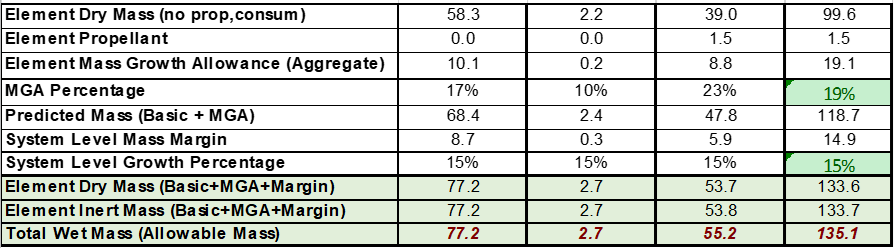 Element Dry Mass (no prop,consum) 58.3 2.2 39.0 99.6
Element Propellant 0.0 0.0 1.5 1.5
Element Mass Growth Allowance (Aggregate) 10.1 0.2 8.8 19.1
MGA Percentage 17% 10% 23% 19%
Predicted Mass (Basic + MGA) 68.4 2.4 47.8 118.7
System Level Mass Margin 8.7 0.3 5.9 14.9
System Level Growth Percentage 15% 15% 15% 15%
Element Dry Mass (Basic+MGA+Margin) 77.2 2.7 53.7 133.6
Element Inert Mass (Basic+MGA+Margin) 77.2 2.7 53.8 133.7
Total Wet Mass (Allowable Mass) 77.2 2.7 55.2 135.1